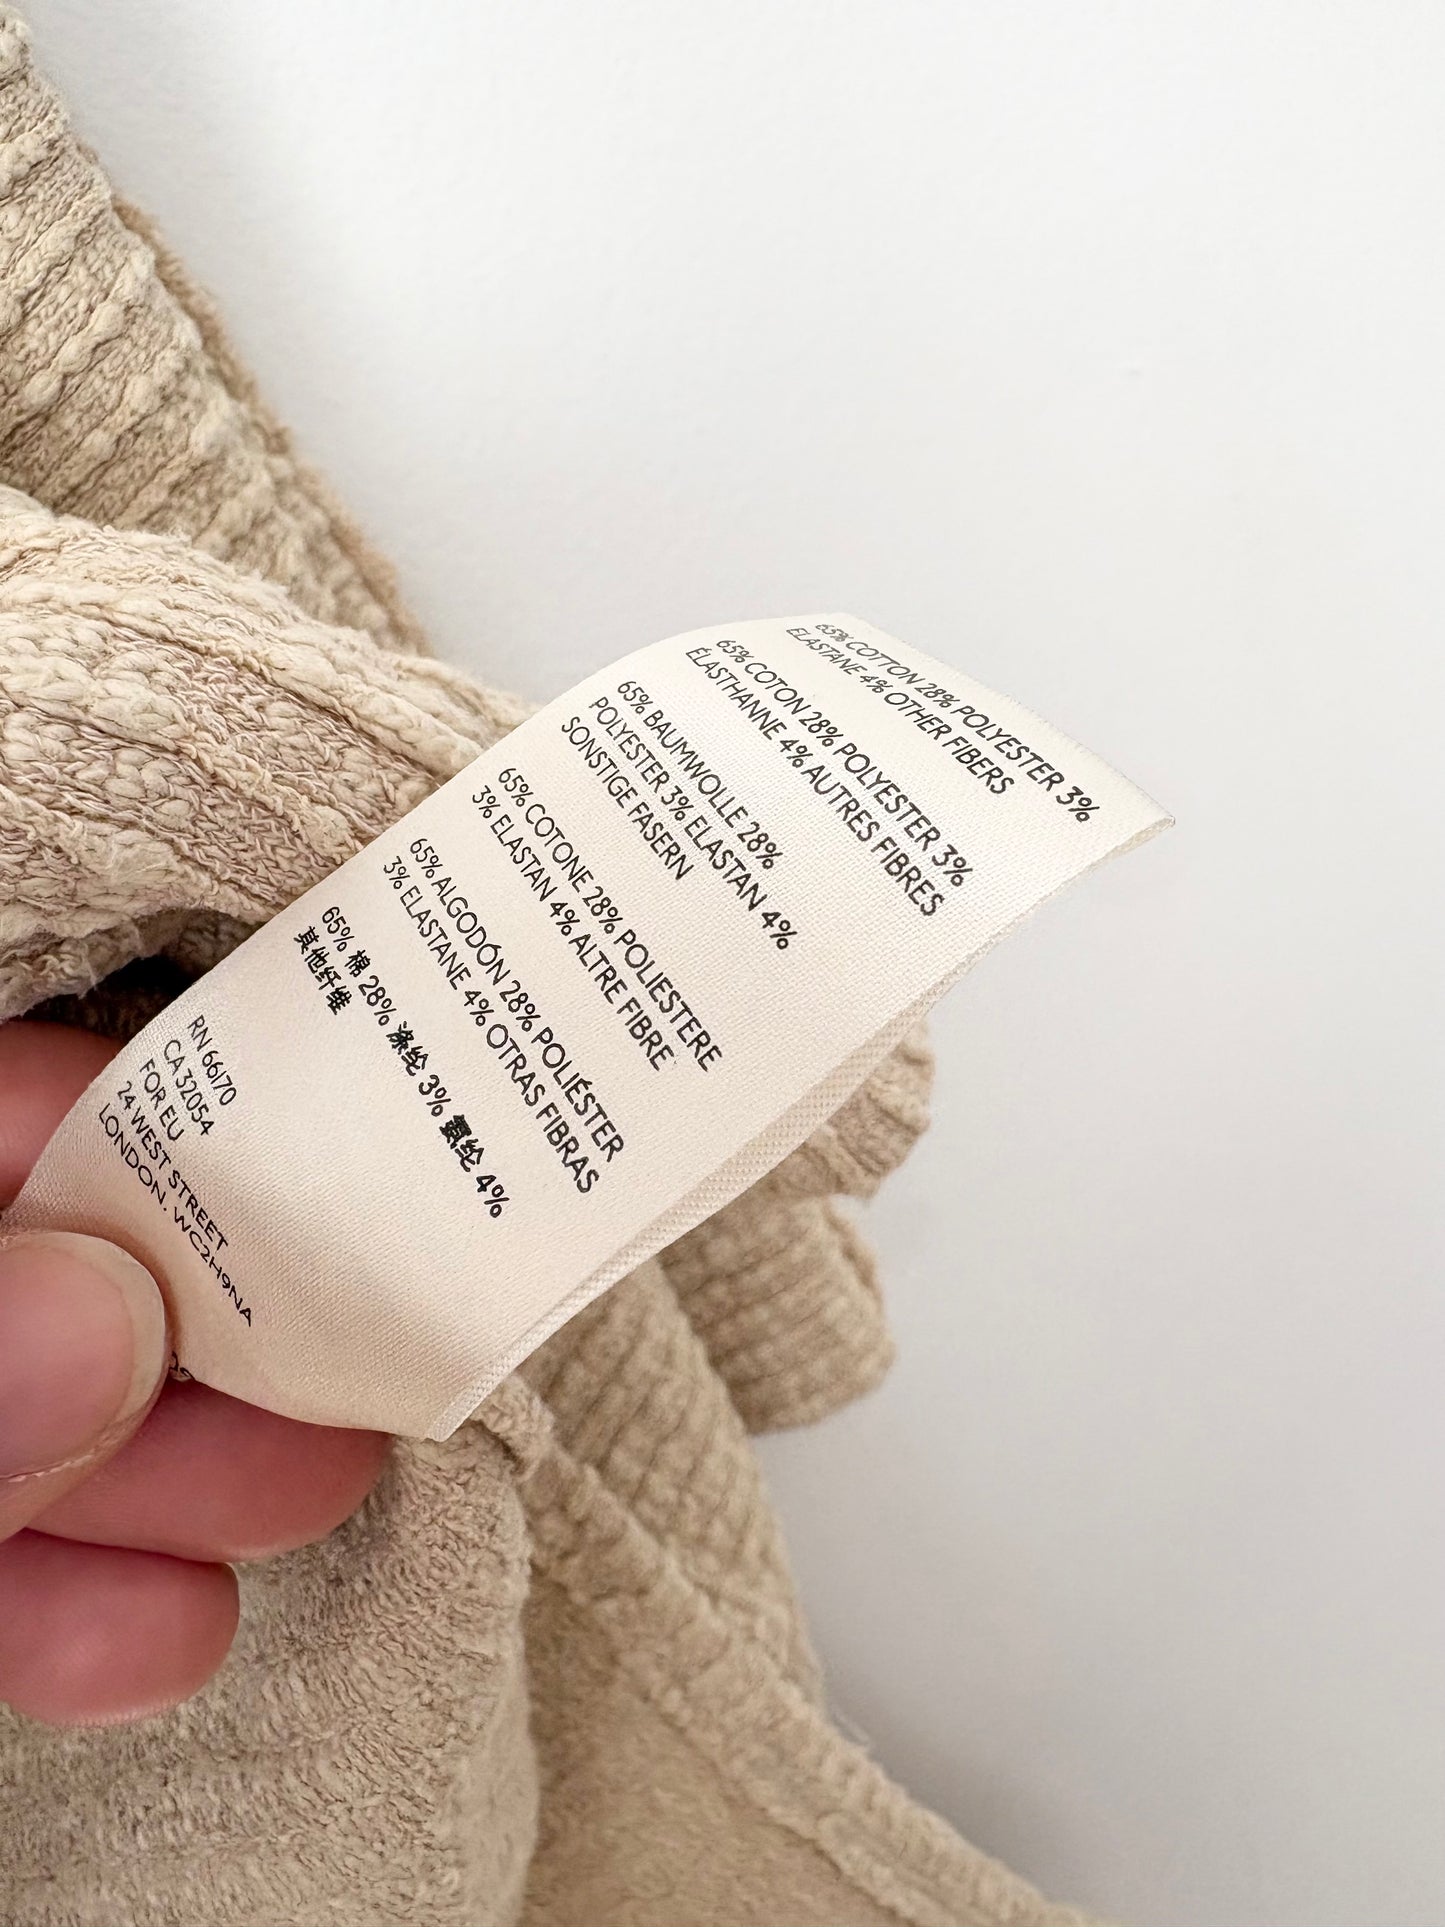 65% COTTON 28% POLYESTER 3%
ELASTANE 4% OTHER FIBERS
65% COTON 28% POLYESTER 3%
ÉLASTHANNE 4% AUTRES FIBRES
65% BAUMWOLLE 28%
POLYESTER 3% ELASTAN 4%
SONSTIGE FASERN
65% COTONE 28% POLIESTERE
3% ELASTAN 4% ALTRE FIBRE
65% ALGODÓN 28% POLIÉSTER
3% ELASTANE 4% OTRAS FIBRAS
65% 棉 28% 涤纶 3% 氨纶 4%
其他纤维
RN 66170
CA 32054
FOR EU
24 WEST STREET
LONDON. WC2H9NA